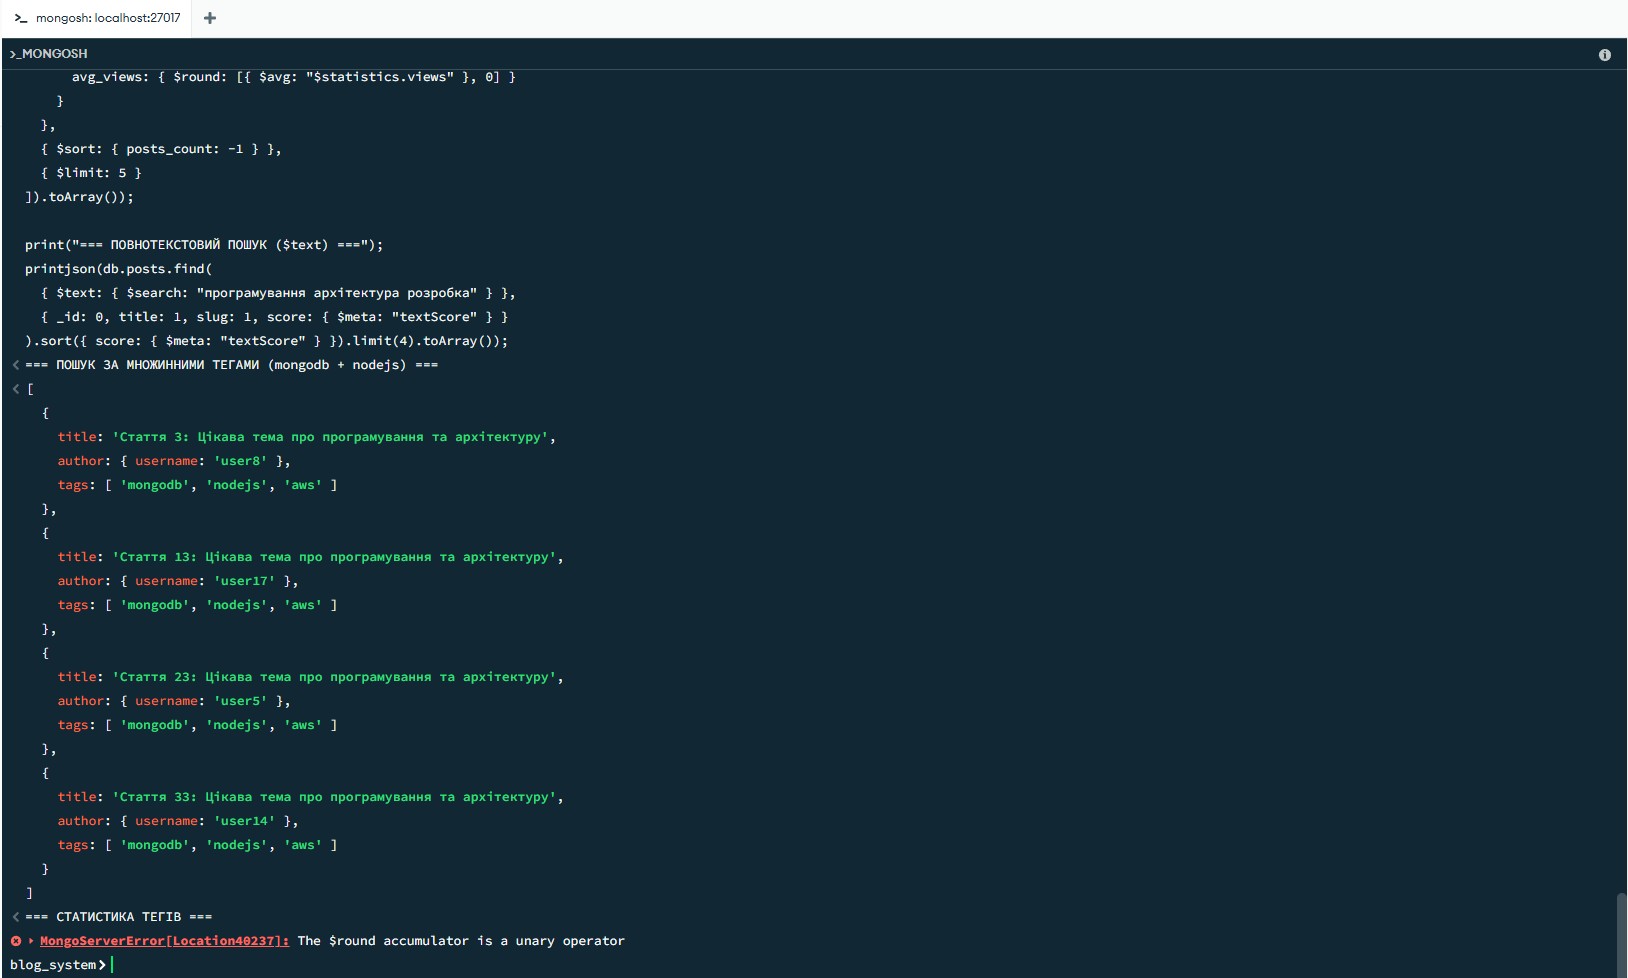 mongosh: localhost:27017 +
>_MONGOSH
avg_views: { $round: [{ $avg: "$statistics.views" }, 0] }
}
},
{ $sort: { posts_count: -1 } },
{ $limit: 5 }
]).toArray());
print("=== ПОВНОТЕКСТОВИЙ ПОШУК ($text) ===");
printjson(db.posts.find(
{ $text: { $search: "програмування архітектура розробка" } },
{ _id: 0, title: 1, slug: 1, score: { $meta: "textScore" } }
).sort({ score: { $meta: "textScore" } }).limit(4).toArray());
< === ПОШУК ЗА МНОЖИННИМИ ТЕГАМИ (mongodb + nodejs) ===
< [
{
title: 'Стаття 3: Цікава тема про програмування та архітектуру',
author: { username: 'user8' },
tags: [ 'mongodb', 'nodejs', 'aws' ]
},
{
title: 'Стаття 13: Цікава тема про програмування та архітектуру',
author: { username: 'user17' },
tags: [ 'mongodb', 'nodejs', 'aws' ]
},
{
title: 'Стаття 23: Цікава тема про програмування та архітектуру',
author: { username: 'user5' },
tags: [ 'mongodb', 'nodejs', 'aws' ]
},
{
title: 'Стаття 33: Цікава тема про програмування та архітектуру',
author: { username: 'user14' },
tags: [ 'mongodb', 'nodejs', 'aws' ]
}
]
< === СТАТИСТИКА ТЕГІВ ===
MongoServerError[Location40237]: The $round accumulator is a unary operator
blog_system>